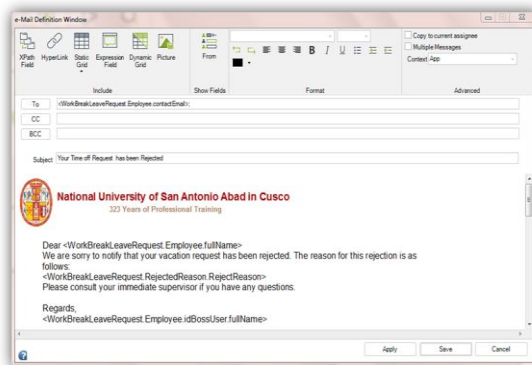 e-Mail Definition Window
XPath Field
HyperLink
Static Grid
Expression Field
Dynamic Grid
Picture
Include
From
Show Fields
B I U
Format
Copy to current assignee
Multiple Messages
Context App
Advanced
To
<WorkBreakLeaveRequest.Employee.contactEmail>;
CC
BCC
Subject Your Time off Request has been Rejected
National University of San Antonio Abad in Cusco
323 Years of Professional Training
Dear <WorkBreakLeaveRequest.Employee.fullName>
We are sorry to notify that your vacation request has been rejected. The reason for this rejection is as
follows:
<WorkBreakLeaveRequest.RejectedReason.RejectReason>
Please consult your immediate supervisor if you have any questions.
Regards,
<WorkBreakLeaveRequest.Employee.idBossUser.fullName>
Apply
Save
Cancel